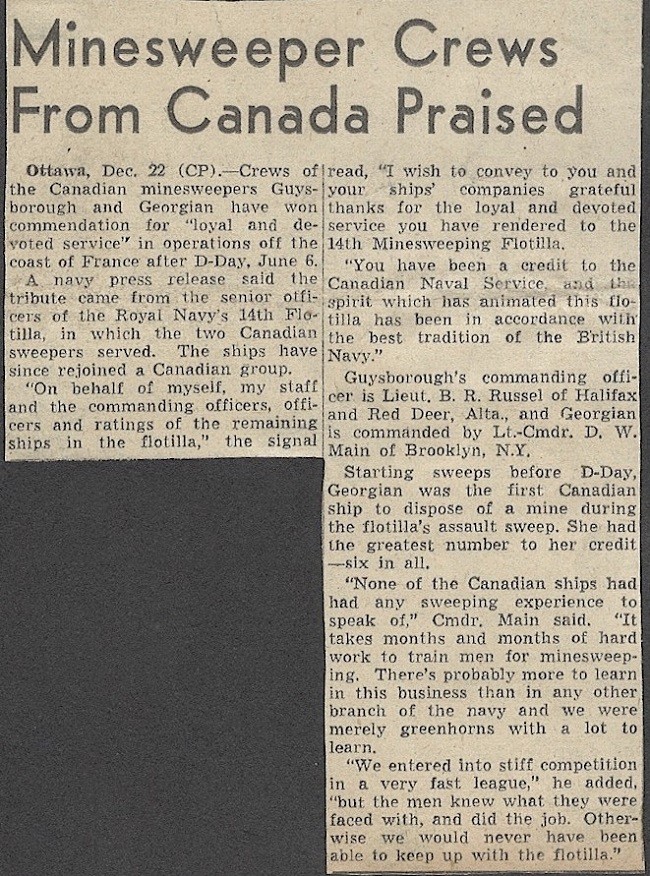 Minesweeper Crews
From Canada Praised
Ottawa, Dec. 22 (CP).—Crews of
the Canadian minesweepers Guys-
borough and Georgian have won
commendation for "loyal and de-
voted service" in operations off the
coast of France after D-Day, June 6.
A navy press release said the
tribute came from the senior offi-
cers of the Royal Navy's 14th Flo-
tilla, in which the two Canadian
sweepers served. The ships have
since rejoined a Canadian group.
"On behalf of myself, my staff
and the commanding officers, offi-
cers and ratings of the remaining
ships in the flotilla," the signal
read, "I wish to convey to you and
your ships' companies grateful
thanks for the loyal and devoted
service you have rendered to the
14th Minesweeping Flotilla.
"You have been a credit to the
Canadian Naval Service, and the
spirit which has animated this flo-
tilla has been in accordance with
the best tradition of the British
Navy."
Guysborough's commanding offi-
cer is Lieut. B. R. Russel of Halifax
and Red Deer, Alta., and Georgian
is commanded by Lt.-Cmdr. D. W.
Main of Brooklyn, N.Y.
Starting sweeps before D-Day,
Georgian was the first Canadian
ship to dispose of a mine during
the flotilla's assault sweep. She had
the greatest number to her credit
—six in all.
"None of the Canadian ships had
had any sweeping experience to
speak of," Cmdr. Main said. "It
takes months and months of hard
work to train men for minesweep-
ing. There's probably more to learn
in this business than in any other
branch of the navy and we were
merely greenhorns with a lot to
learn.
"We entered into stiff competition
in a very fast league," he added,
"but the men knew what they were
faced with, and did the job. Other-
wise we would never have been
able to keep up with the flotilla."